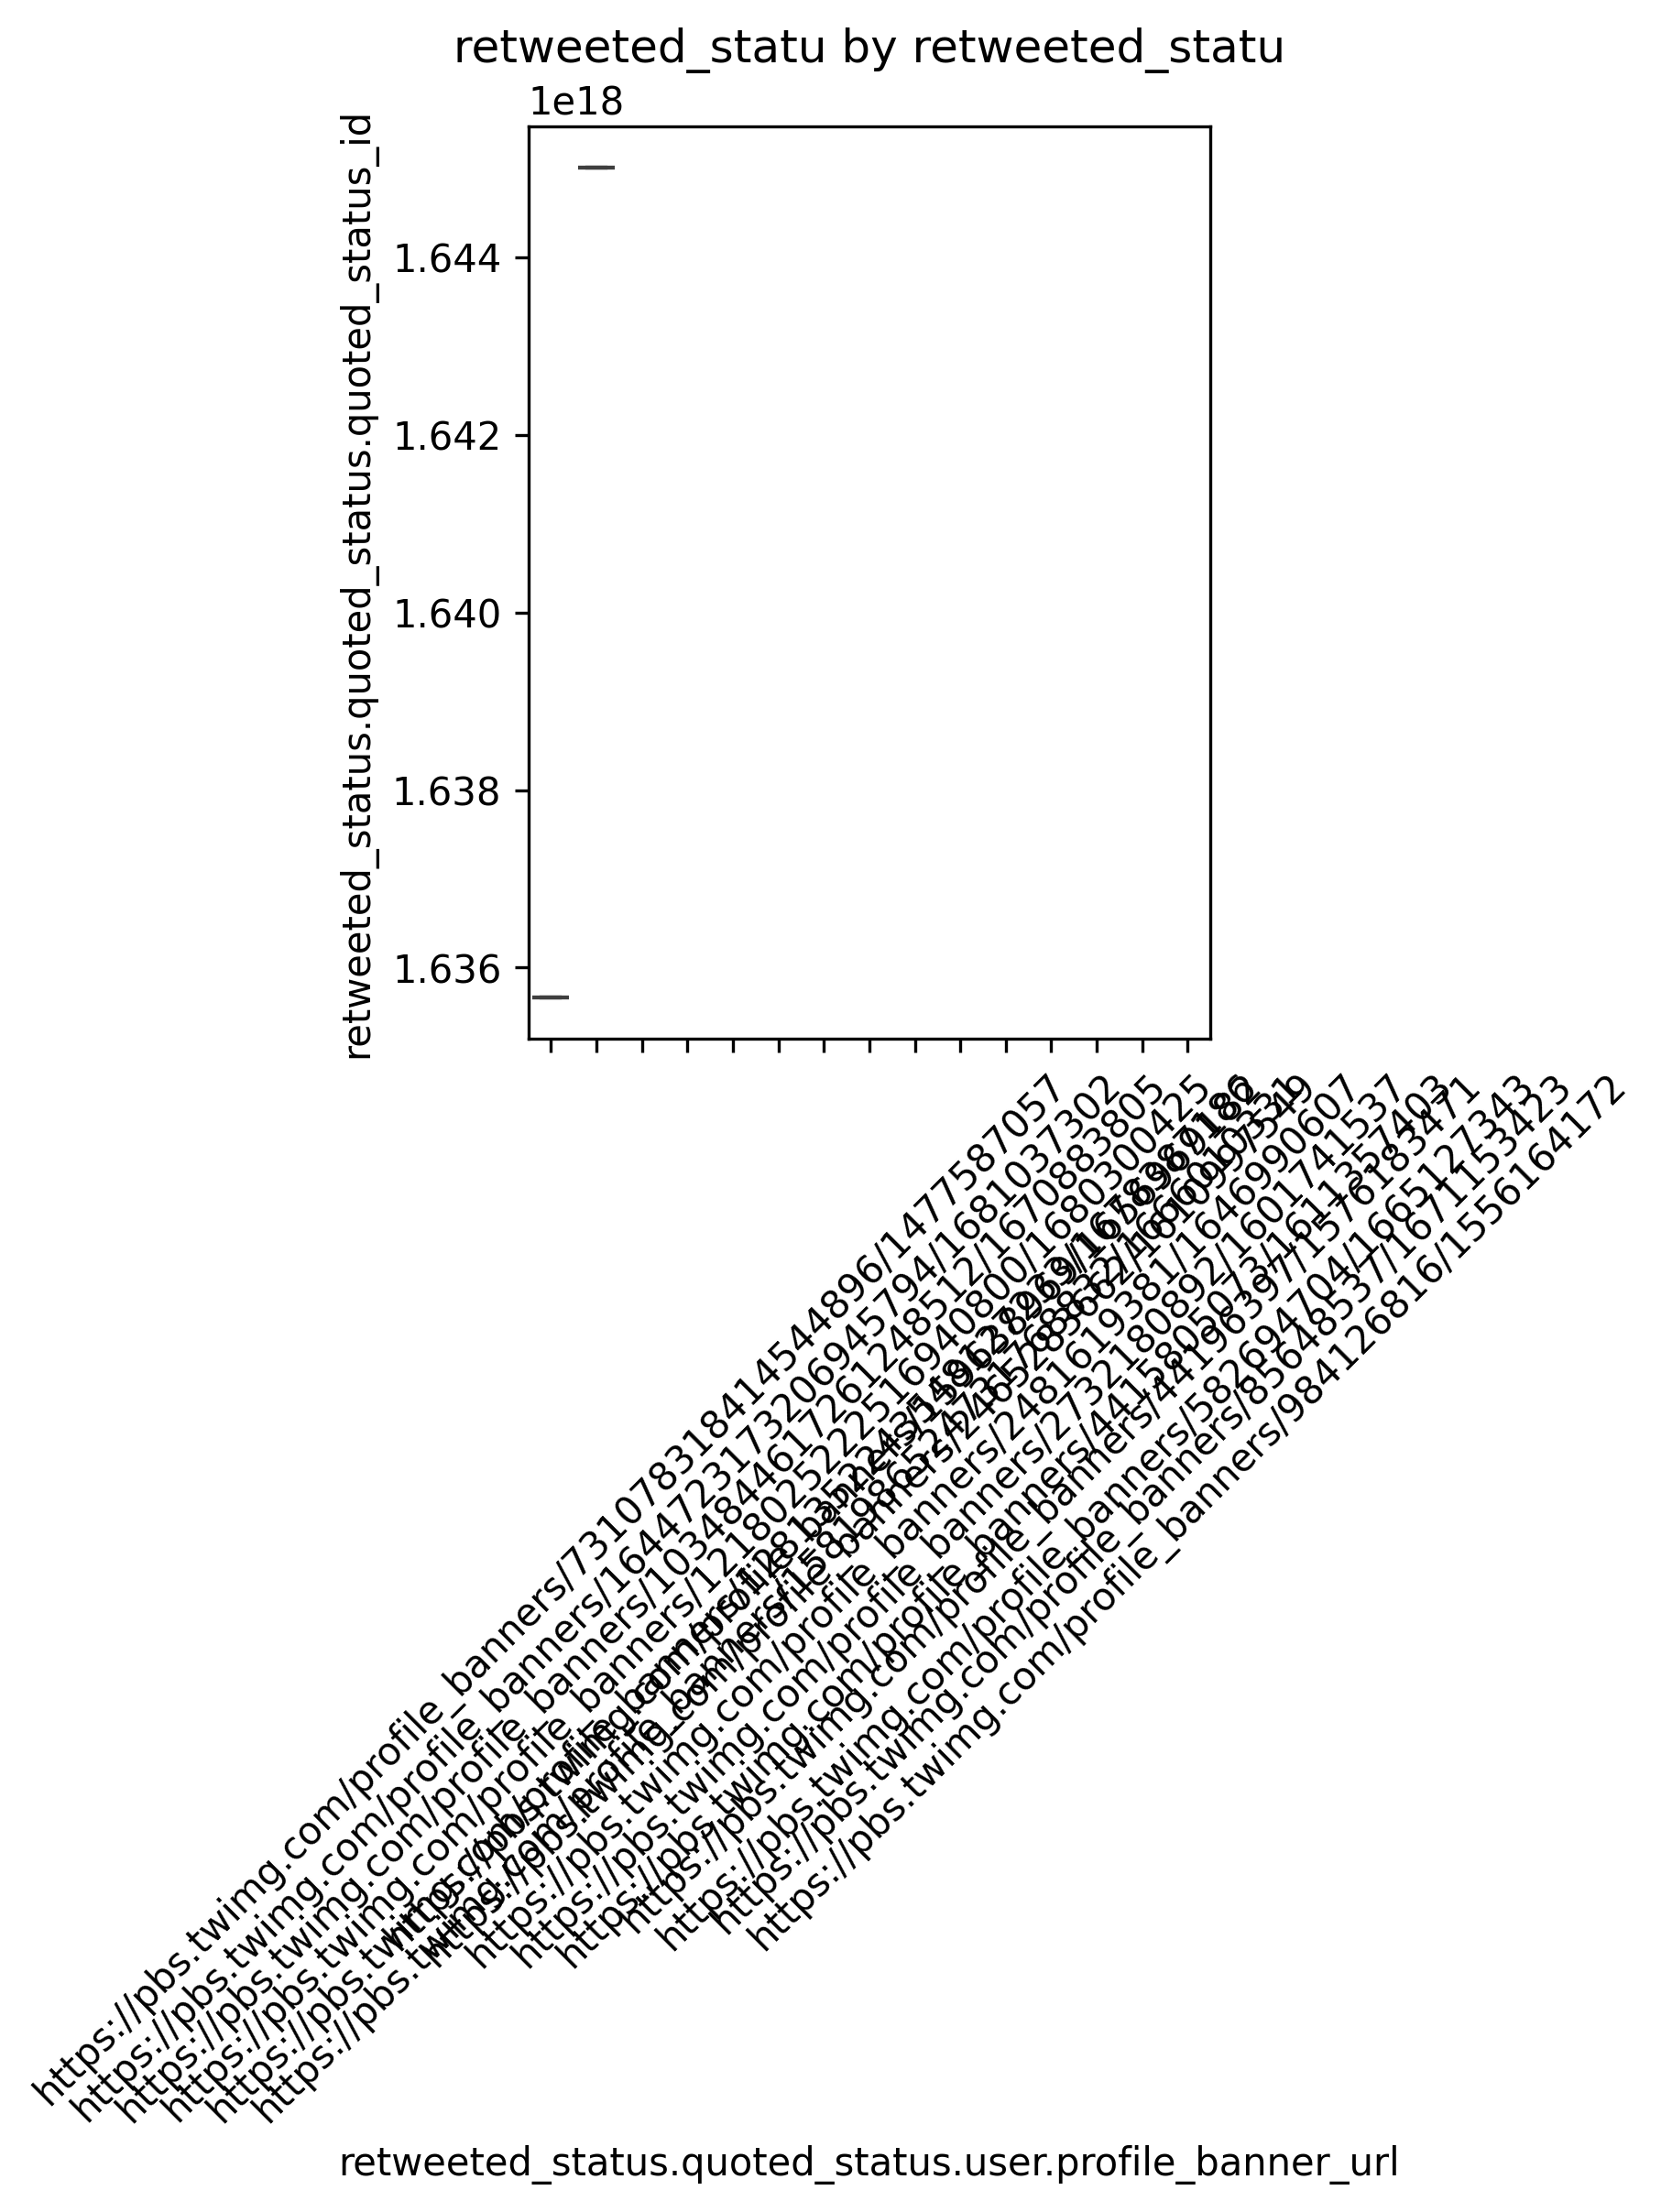 retweeted_statu by retweeted_statu
1e18
retweeted_status.quoted_status.quoted_status_id
1.644
1.642
1.640
1.638
1.636
https://pbs.twimg.com/profile_banners/731078318414544896/1477587057
https://pbs.twimg.com/profile_banners/1644723173206945794/1681037302
https://pbs.twimg.com/profile_banners/1034844617261248512/1670883805
https://pbs.twimg.com/profile_banners/1218025222516940800/1680300425
https://pbs.twimg.com/profile_banners/2481619381/1646990607
https://pbs.twimg.com/profile_banners/2732180892/1601741537
https://pbs.twimg.com/profile_banners/4415805073/1611357403
https://pbs.twimg.com/profile_banners/44196397/1576183471
https://pbs.twimg.com/profile_banners/582694704/1665127343
https://pbs.twimg.com/profile_banners/85648537/1671153423
https://pbs.twimg.com/profile_banners/984126816/1556164172
retweeted_status.quoted_status.user.profile_banner_url